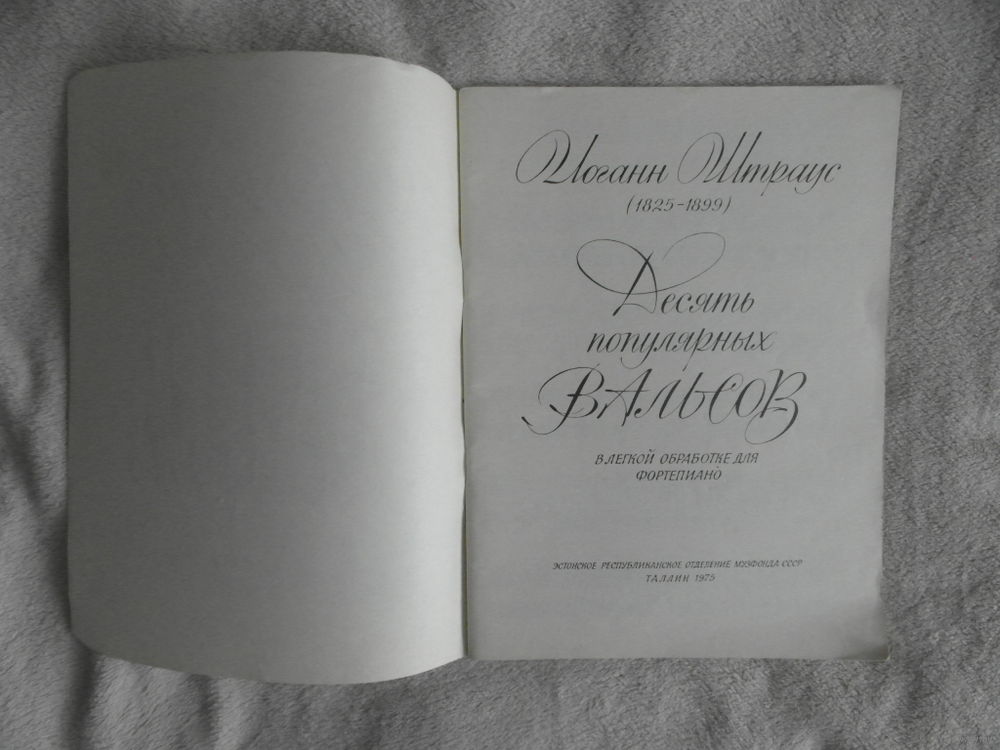 Иоганн Штраус
(1825-1899)
Десять
популярных
ВАЛЬСОВ
В ЛЕГКОЙ ОБРАБОТКЕ ДЛЯ
ФОРТЕПИАНО
ЭСТОНСКОЕ РЕСПУБЛИКАНСКОЕ ОТДЕЛЕНИЕ МУЗФОНДА СССР
ТАЛЛИН 1975